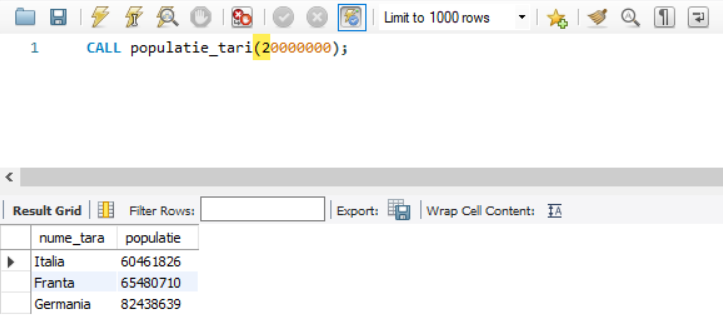 Limit to 1000 rows
1 CALL populatie_tari(20000000);
Result Grid Filter Rows: Export: Wrap Cell Content: IA
nume_tara populatie
Italia 60461826
Franta 65480710
Germania 82438639